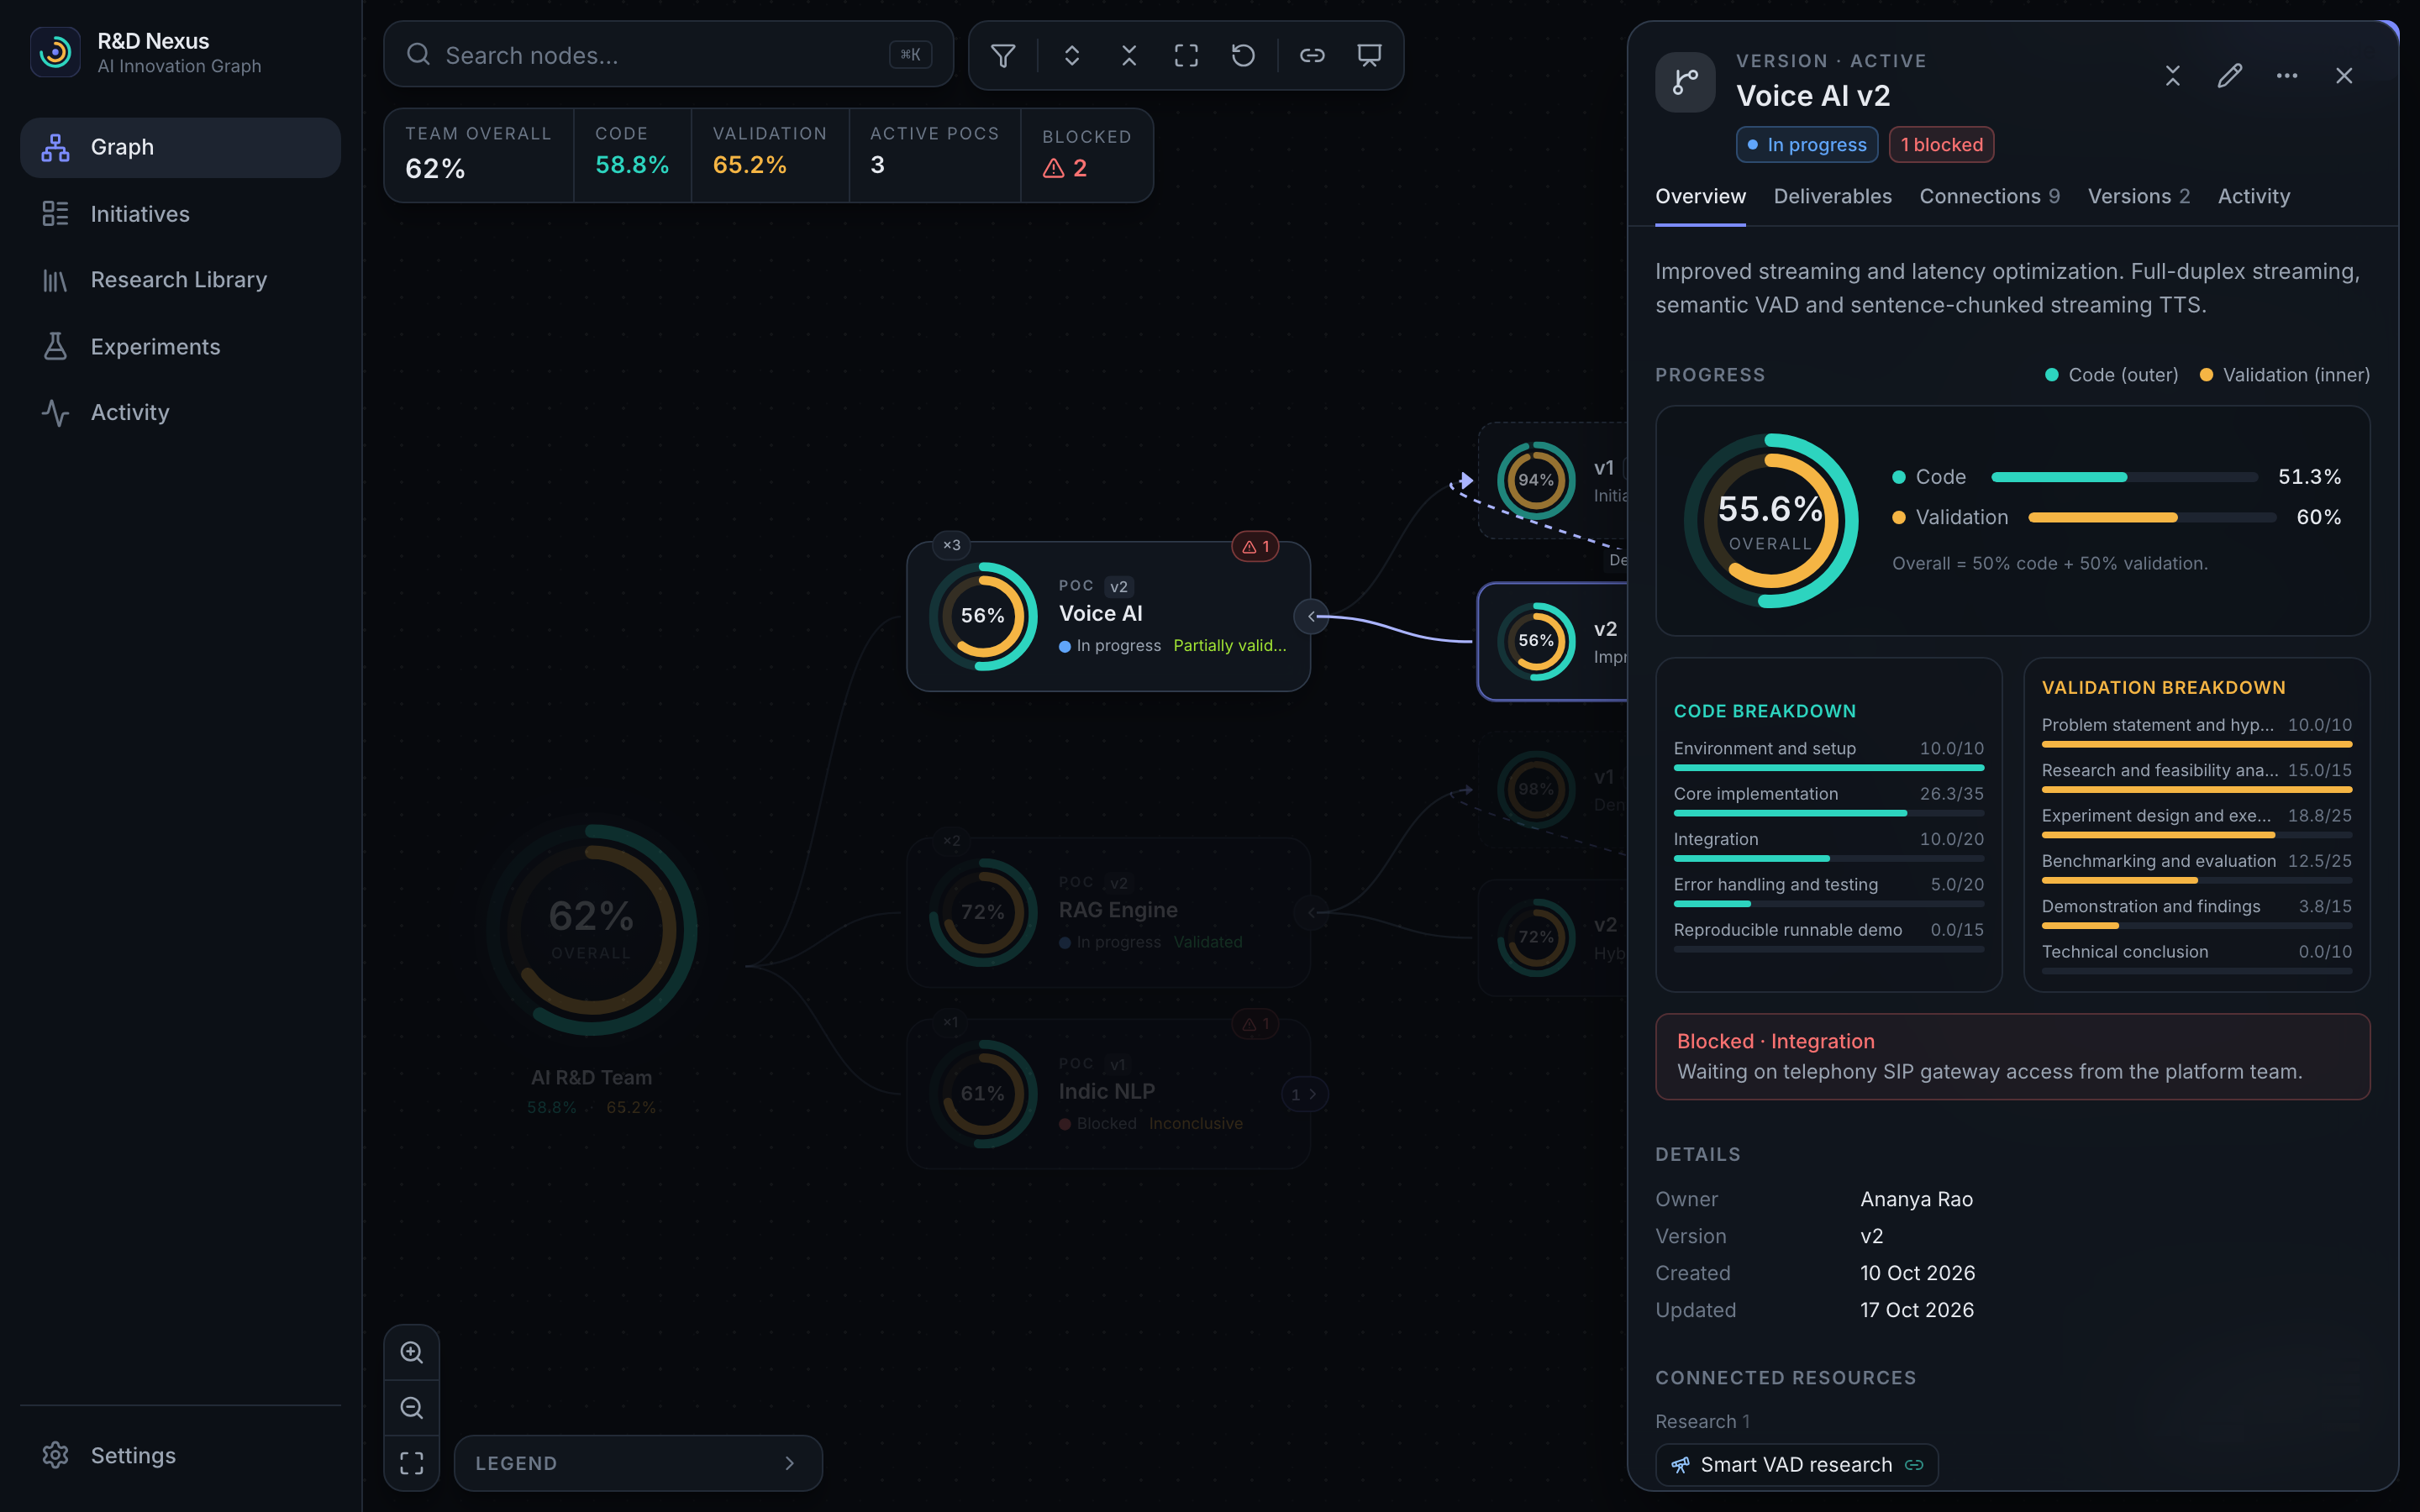 R&D Nexus
AI Innovation Graph
Graph
Initiatives
Research Library
Experiments
Activity
Settings
Search nodes...
⌘K
TEAM OVERALL
62%
CODE
58.8%
VALIDATION
65.2%
ACTIVE POCS
3
BLOCKED
2
94%
v1
×3
1
56%
POC v2
Voice AI
In progress Partially valid...
De
56%
v2
98%
v1
62%
OVERALL
AI R&D Team
58.8% · 65.2%
×2
72%
POC v2
RAG Engine
In progress Validated
72%
v2
×1
1
61%
POC v1
Indic NLP
Blocked Inconclusive
1
LEGEND
VERSION · ACTIVE
Voice AI v2
In progress
1 blocked
Overview
Deliverables
Connections 9
Versions 2
Activity
Improved streaming and latency optimization. Full-duplex streaming,
semantic VAD and sentence-chunked streaming TTS.
PROGRESS
Code (outer)
Validation (inner)
55.6%
OVERALL
Code 51.3%
Validation 60%
Overall = 50% code + 50% validation.
CODE BREAKDOWN
Environment and setup 10.0/10
Core implementation 26.3/35
Integration 10.0/20
Error handling and testing 5.0/20
Reproducible runnable demo 0.0/15
VALIDATION BREAKDOWN
Problem statement and hyp... 10.0/10
Research and feasibility ana... 15.0/15
Experiment design and exe... 18.8/25
Benchmarking and evaluation 12.5/25
Demonstration and findings 3.8/15
Technical conclusion 0.0/10
Blocked · Integration
Waiting on telephony SIP gateway access from the platform team.
DETAILS
Owner Ananya Rao
Version v2
Created 10 Oct 2026
Updated 17 Oct 2026
CONNECTED RESOURCES
Research 1
Smart VAD research